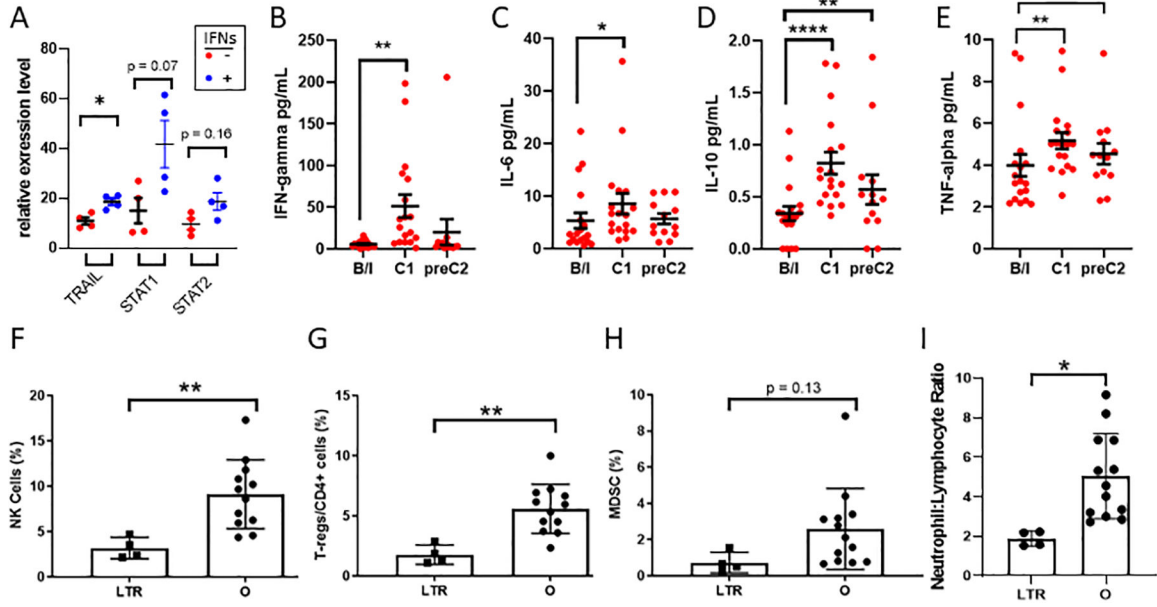 A
relative expression level
80
60
40
20
0
*
p = 0.07
p = 0.16
IFNs
-
+
TRAIL
STAT1
STAT2
B
IFN-gamma pg/mL
250
200
150
100
50
0
**
B/I C1 preC2
C
IL-6 pg/mL
40
30
20
10
0
*
B/I C1 preC2
D
IL-10 pg/mL
2.0
1.5
1.0
0.5
0.0
**
****
B/I C1 preC2
E
TNF-alpha pg/mL
10
8
6
4
2
0
**
B/I C1 preC2
F
NK Cells (%)
20
15
10
5
0
**
LTR O
G
T-regs/CD4+ cells (%)
15
10
5
0
**
LTR O
H
MDSC (%)
10
8
6
4
2
0
p = 0.13
LTR O
I
Neutrophil:Lymphocyte Ratio
10
8
6
4
2
0
*
LTR O